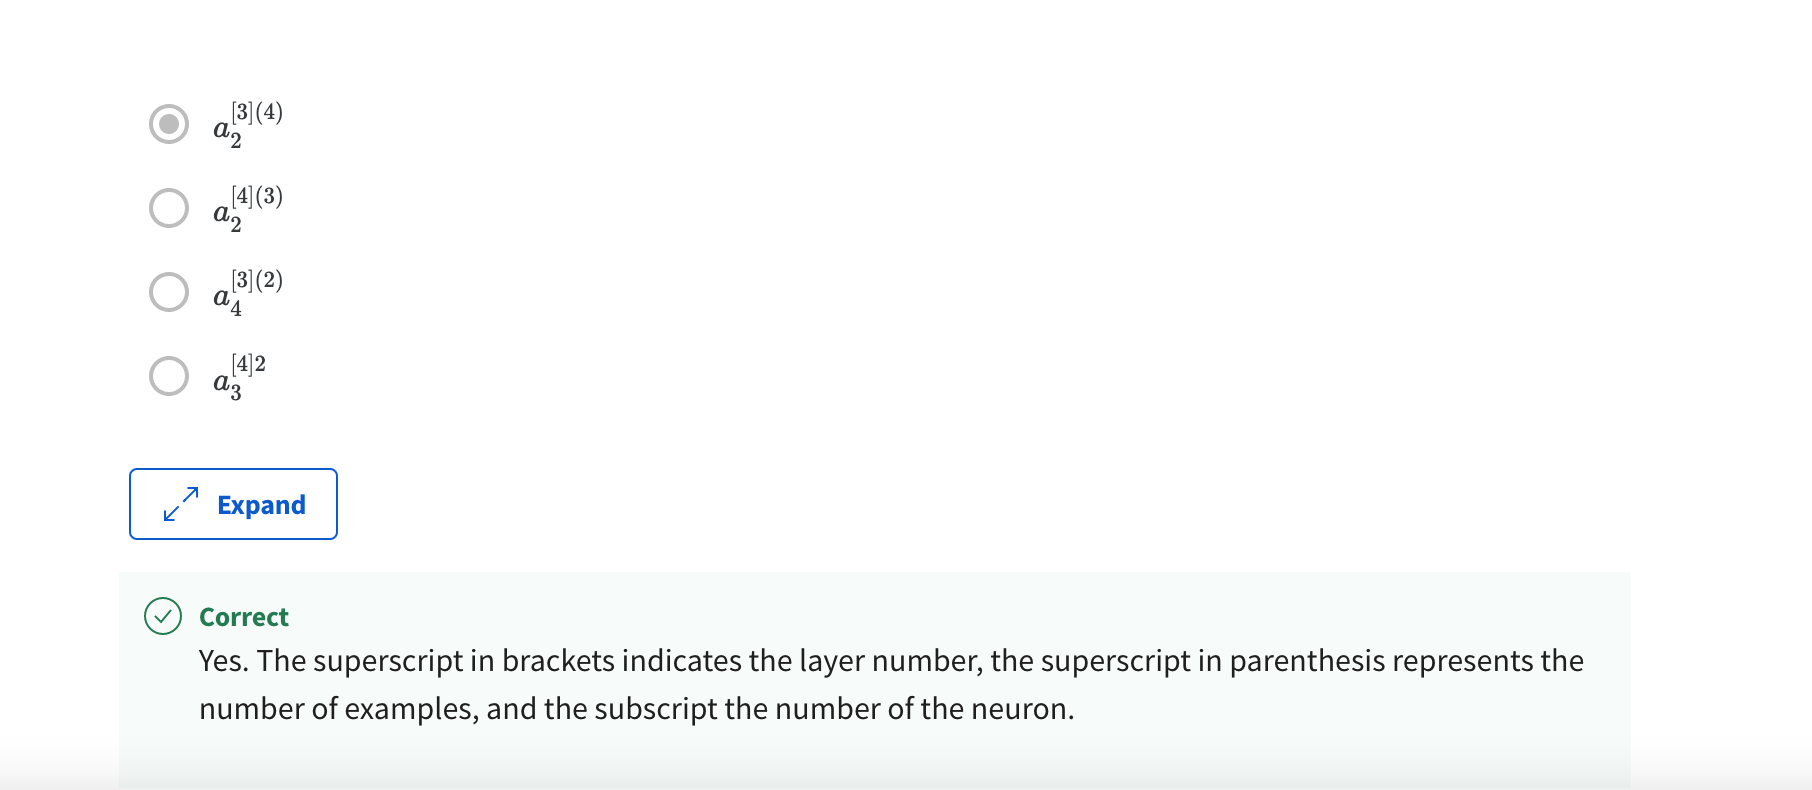 a_2^{[3](4)}
a_2^{[4](3)}
a_4^{[3](2)}
a_3^{[4]2}
Expand
Correct
Yes. The superscript in brackets indicates the layer number, the superscript in parenthesis represents the
number of examples, and the subscript the number of the neuron.